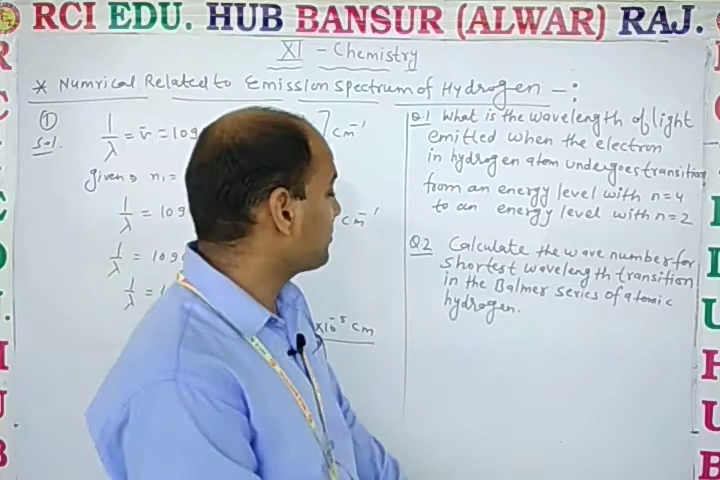 RCI EDU. HUB BANSUR (ALWAR) RAJ.
XI - Chemistry
* Numrical Related to Emission Spectrum of Hydrogen -:
①
Sol.
1/λ = v̄ = 109 ] cm⁻¹
given → n₁ =
1/λ = 109 cm⁻¹
1/λ = 109
1/λ =
×10⁻⁵ cm
Q.1 What is the wavelength of light
emitted when the electron
in hydrogen atom undergoes transition
from an energy level with n=4
to an energy level with n=2
Q.2 Calculate the wave number for
shortest wavelength transition
in the Balmer series of atomic
hydrogen.